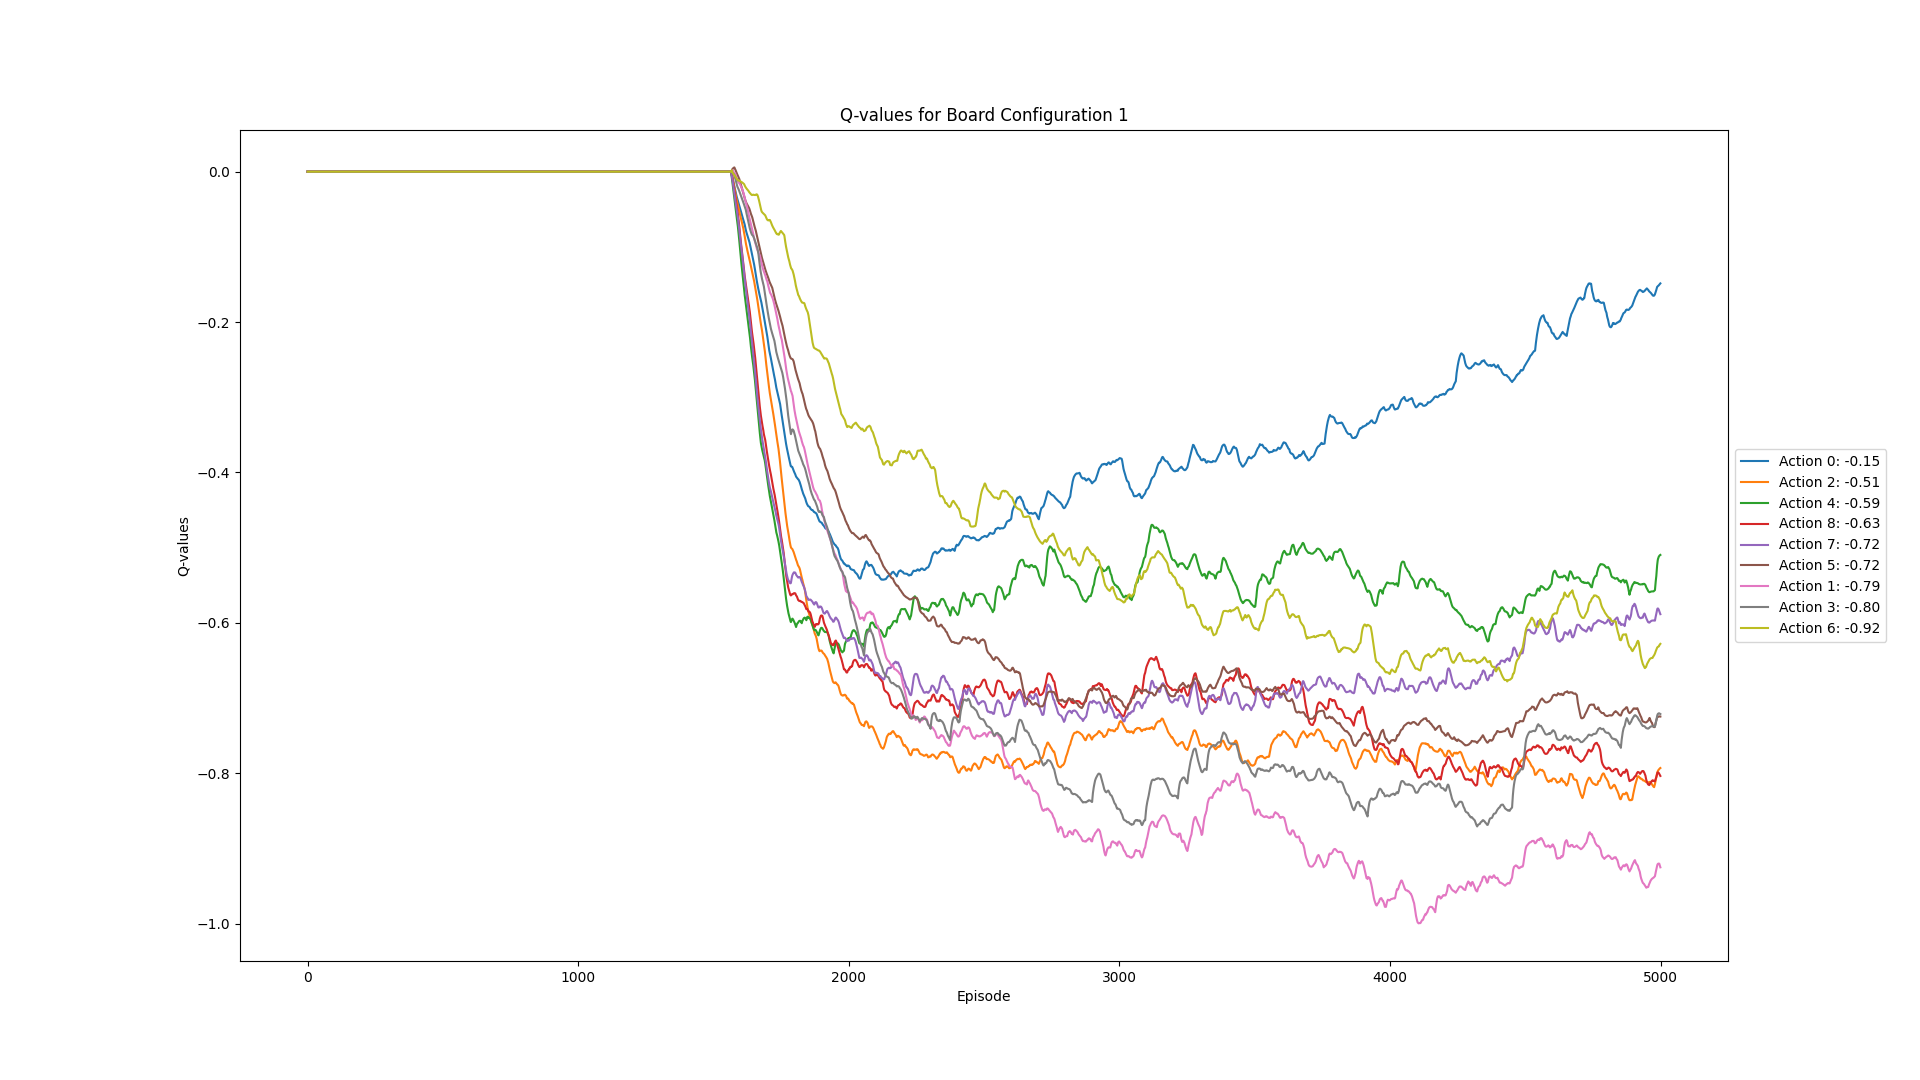 Q-values for Board Configuration 1
Q-values
0.0
−0.2
−0.4
−0.6
−0.8
−1.0
0
1000
2000
3000
4000
5000
Episode
Action 0: -0.15
Action 2: -0.51
Action 4: -0.59
Action 8: -0.63
Action 7: -0.72
Action 5: -0.72
Action 1: -0.79
Action 3: -0.80
Action 6: -0.92